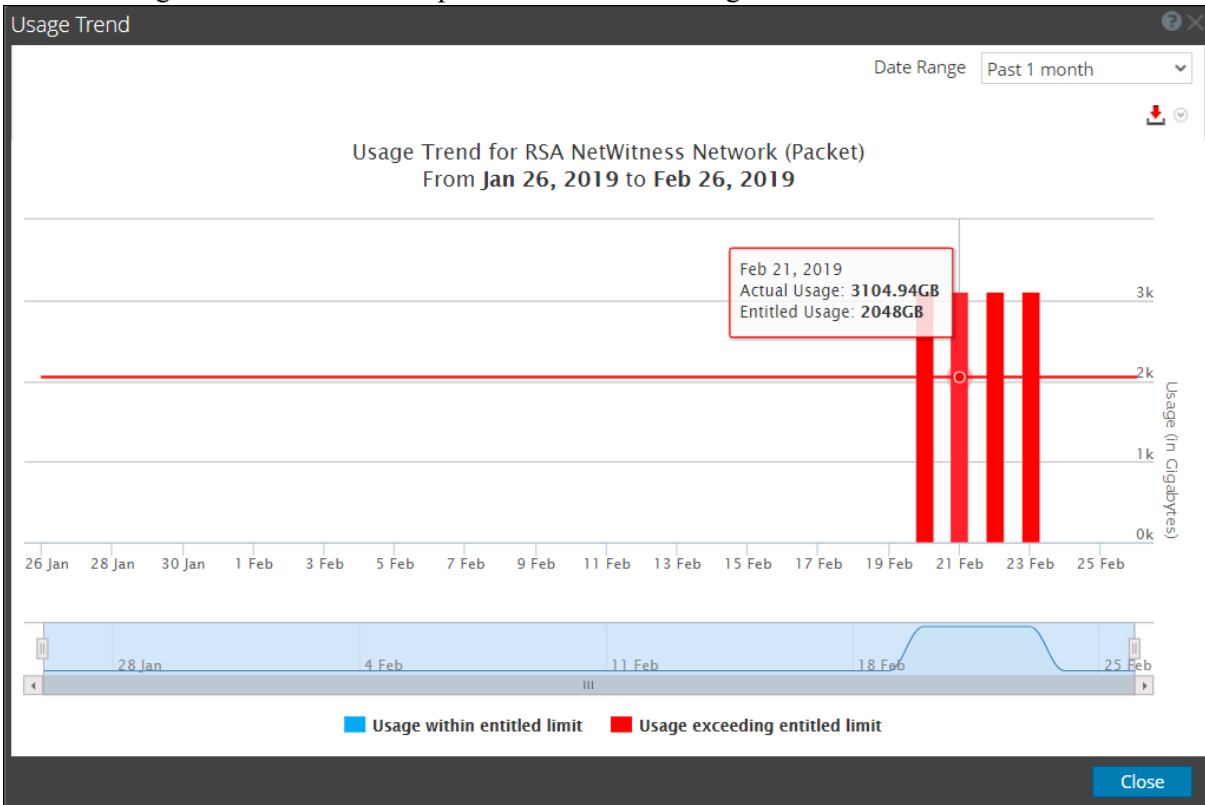 Usage Trend
Date Range Past 1 month
Usage Trend for RSA NetWitness Network (Packet)
From Jan 26, 2019 to Feb 26, 2019
Feb 21, 2019
Actual Usage: 3104.94GB
Entitled Usage: 2048GB
3k
2k
1k
0k
Usage (in Gigabytes)
26 Jan 28 Jan 30 Jan 1 Feb 3 Feb 5 Feb 7 Feb 9 Feb 11 Feb 13 Feb 15 Feb 17 Feb 19 Feb 21 Feb 23 Feb 25 Feb
28 Jan 4 Feb 11 Feb 18 Feb 25 Feb
Usage within entitled limit Usage exceeding entitled limit
Close